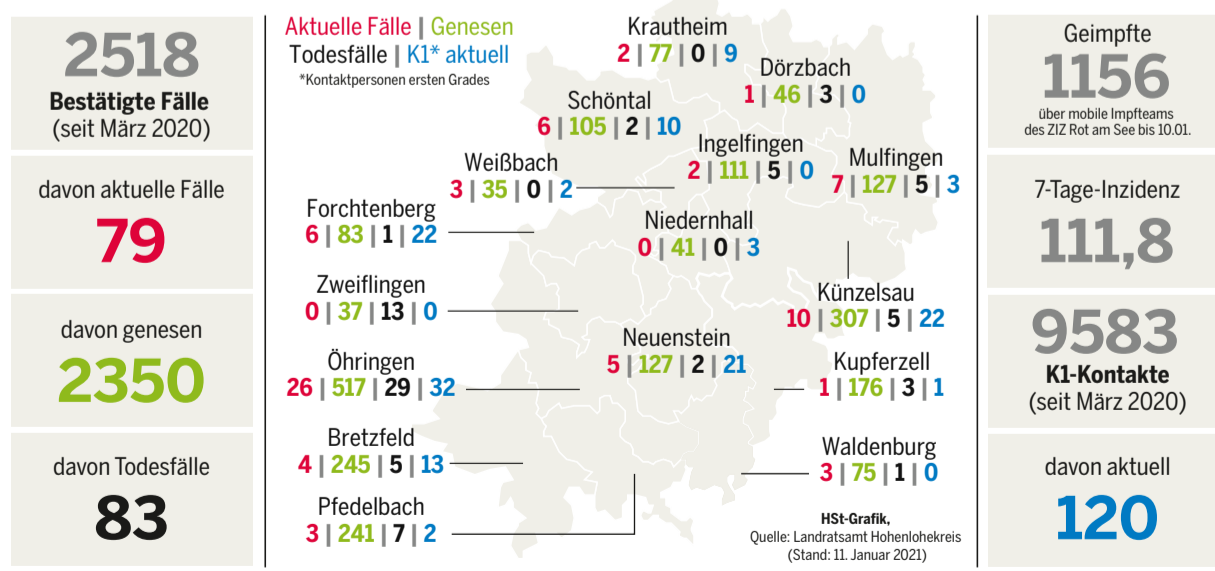 2518
Bestätigte Fälle
(seit März 2020)
davon aktuelle Fälle
79
davon genesen
2350
davon Todesfälle
83
Aktuelle Fälle | Genesen
Todesfälle | K1* aktuell
*Kontaktpersonen ersten Grades
Krautheim
2 | 77 | 0 | 9
Dörzbach
1 | 46 | 3 | 0
Schöntal
6 | 105 | 2 | 10
Ingelfingen
2 | 111 | 5 | 0
Mulfingen
7 | 127 | 5 | 3
Weißbach
3 | 35 | 0 | 2
Forchtenberg
6 | 83 | 1 | 22
Niedernhall
0 | 41 | 0 | 3
Zweiflingen
0 | 37 | 13 | 0
Künzelsau
10 | 307 | 5 | 22
Neuenstein
5 | 127 | 2 | 21
Öhringen
26 | 517 | 29 | 32
Kupferzell
1 | 176 | 3 | 1
Bretzfeld
4 | 245 | 5 | 13
Waldenburg
3 | 75 | 1 | 0
Pfedelbach
3 | 241 | 7 | 2
HSt-Grafik,
Quelle: Landratsamt Hohenlohekreis
(Stand: 11. Januar 2021)
Geimpfte
1156
über mobile Impfteams
des ZIZ Rot am See bis 10.01.
7-Tage-Inzidenz
111,8
9583
K1-Kontakte
(seit März 2020)
davon aktuell
120